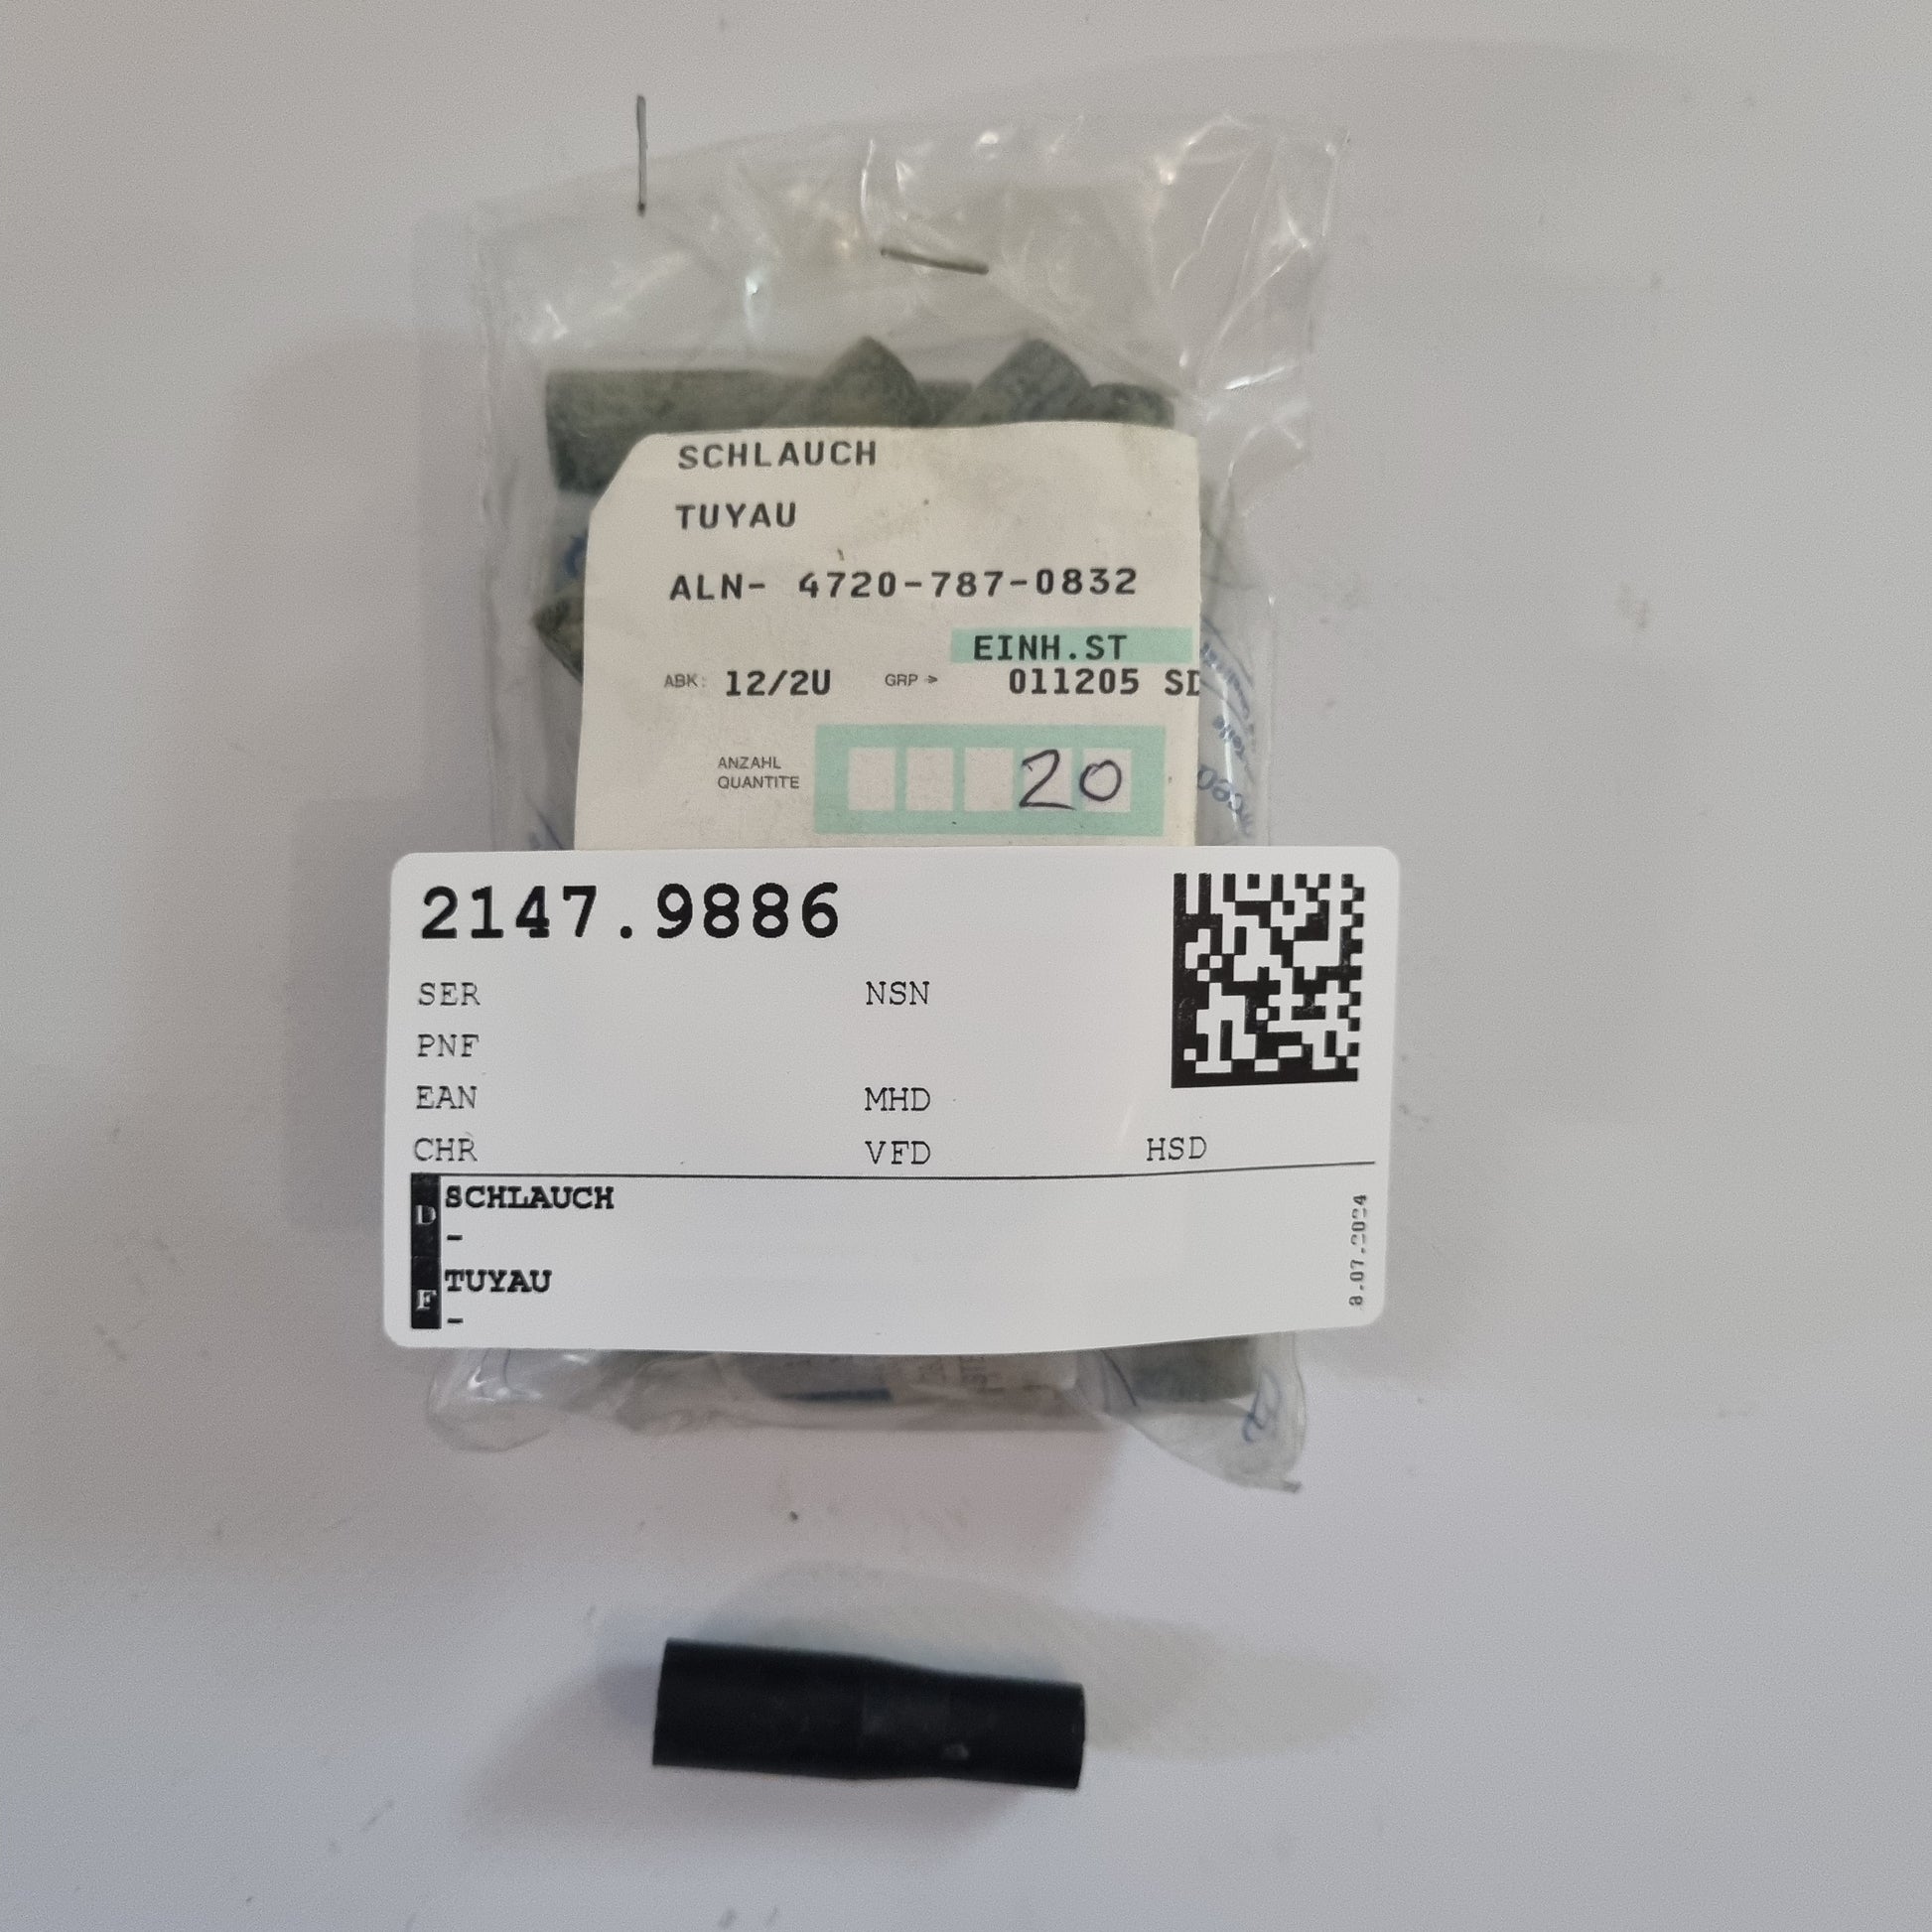 SCHLAUCH
TUYAU
ALN- 4720-787-0832
EINH.ST
ABK: 12/2U GRP➔ 011205 SD
ANZAHL
QUANTITE
20
2147.9886
SER NSN
PNF
EAN MHD
CHR VFD HSD
D SCHLAUCH
-
F TUYAU
-
8.07.2024